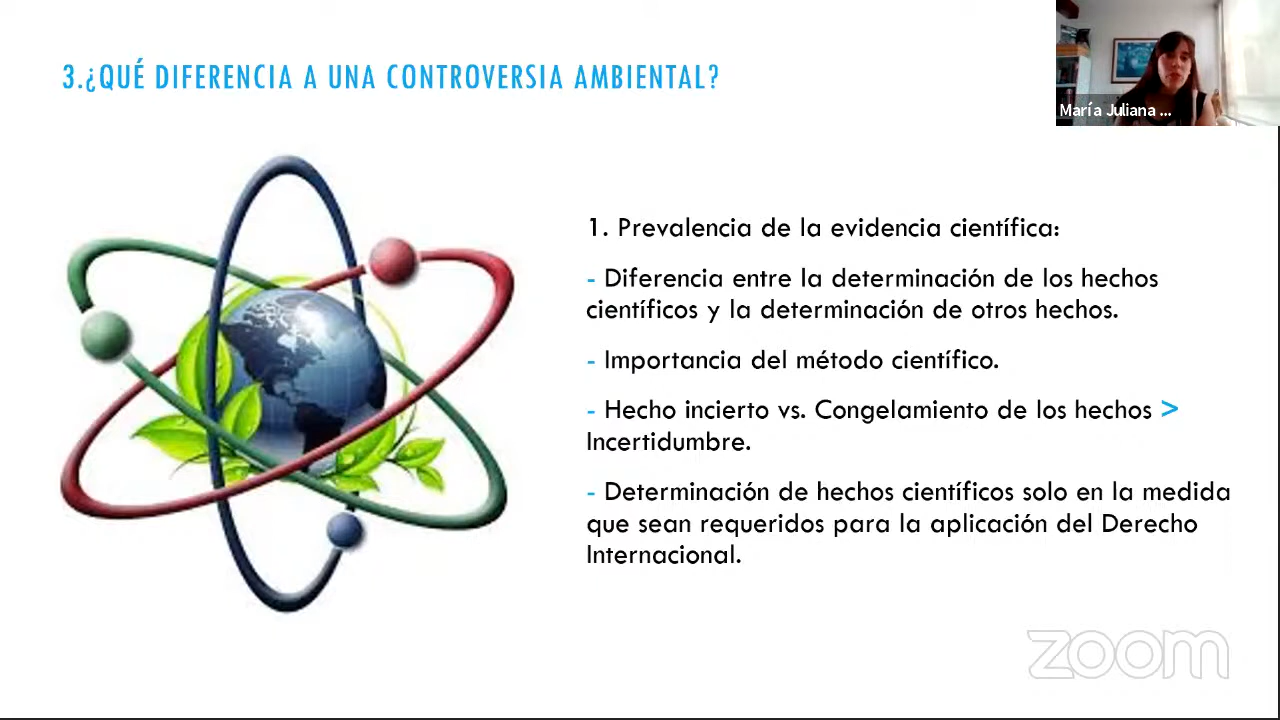 3.¿QUÉ DIFERENCIA A UNA CONTROVERSIA AMBIENTAL?
María Juliana ...
1. Prevalencia de la evidencia científica:
- Diferencia entre la determinación de los hechos
científicos y la determinación de otros hechos.
- Importancia del método científico.
- Hecho incierto vs. Congelamiento de los hechos >
Incertidumbre.
- Determinación de hechos científicos solo en la medida
que sean requeridos para la aplicación del Derecho
Internacional.
zoom